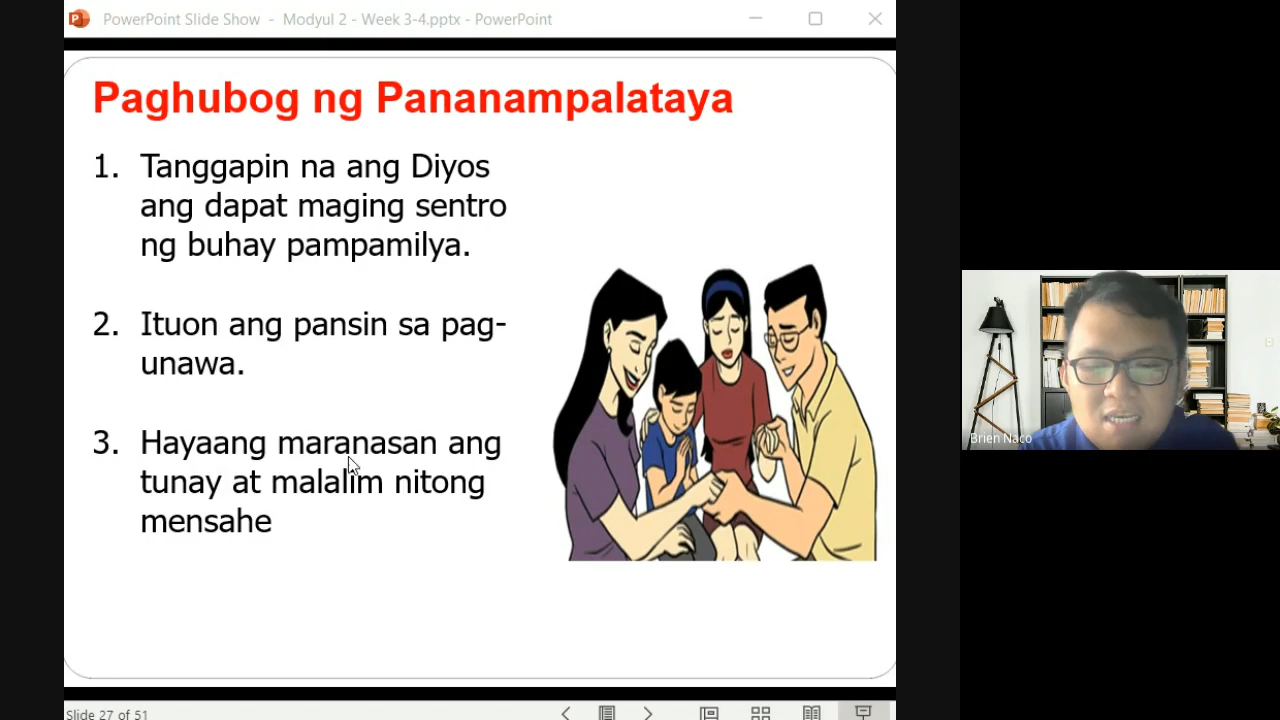 PowerPoint Slide Show - Modyul 2 - Week 3-4.pptx - PowerPoint
Paghubog ng Pananampalataya
1. Tanggapin na ang Diyos
ang dapat maging sentro
ng buhay pampamilya.
2. Ituon ang pansin sa pag-
unawa.
3. Hayaang maranasan ang
tunay at malalim nitong
mensahe
Brien Naco
Slide 27 of 51